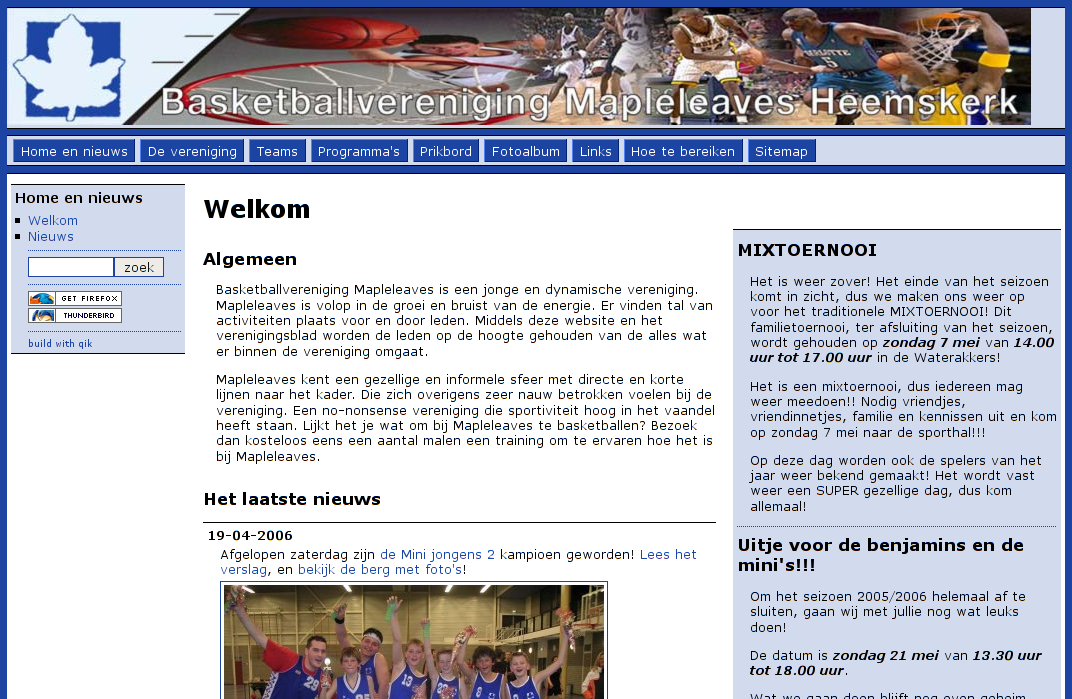 Basketballvereniging Mapleleaves Heemskerk
Home en nieuws De vereniging Teams Programma's Prikbord Fotoalbum Links Hoe te bereiken Sitemap
Home en nieuws
Welkom
Nieuws
zoek
GET FIREFOX
THUNDERBIRD
build with qik
Welkom
Algemeen
Basketballvereniging Mapleleaves is een jonge en dynamische vereniging.
Mapleleaves is volop in de groei en bruist van de energie. Er vinden tal van
activiteiten plaats voor en door leden. Middels deze website en het
verenigingsblad worden de leden op de hoogte gehouden van de alles wat
er binnen de vereniging omgaat.
Mapleleaves kent een gezellige en informele sfeer met directe en korte
lijnen naar het kader. Die zich overigens zeer nauw betrokken voelen bij de
vereniging. Een no-nonsense vereniging die sportiviteit hoog in het vaandel
heeft staan. Lijkt het je wat om bij Mapleleaves te basketballen? Bezoek
dan kosteloos eens een aantal malen een training om te ervaren hoe het is
bij Mapleleaves.
Het laatste nieuws
19-04-2006
Afgelopen zaterdag zijn de Mini jongens 2 kampioen geworden! Lees het
verslag, en bekijk de berg met foto's!
MIXTOERNOOI
Het is weer zover! Het einde van het seizoen
komt in zicht, dus we maken ons weer op
voor het traditionele MIXTOERNOOI! Dit
familietoernooi, ter afsluiting van het seizoen,
wordt gehouden op zondag 7 mei van 14.00
uur tot 17.00 uur in de Waterakkers!
Het is een mixtoernooi, dus iedereen mag
weer meedoen!! Nodig vriendjes,
vriendinnetjes, familie en kennissen uit en kom
op zondag 7 mei naar de sporthal!!!
Op deze dag worden ook de spelers van het
jaar weer bekend gemaakt! Het wordt vast
weer een SUPER gezellige dag, dus kom
allemaal!
Uitje voor de benjamins en de
mini's!!!
Om het seizoen 2005/2006 helemaal af te
sluiten, gaan wij met jullie nog wat leuks
doen!
De datum is zondag 21 mei van 13.30 uur
tot 18.00 uur.
Wat we gaan doen blijft nog even geheim